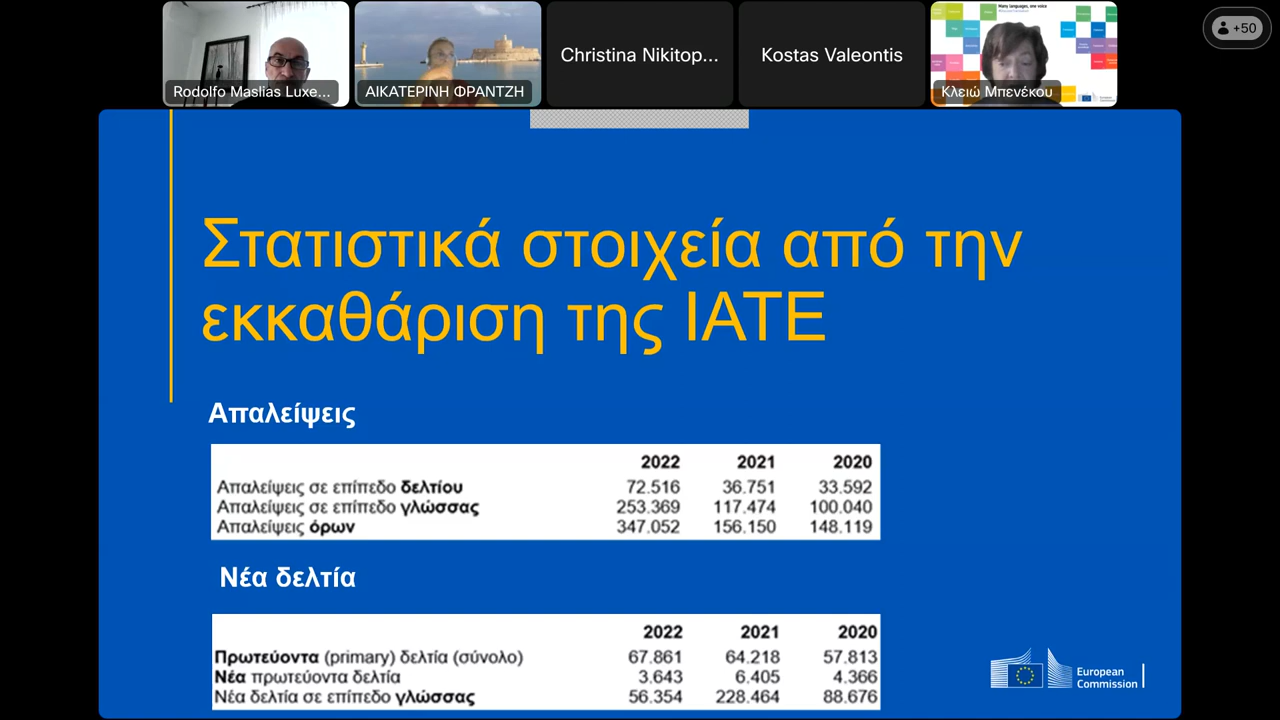 Rodolfo Maslias Luxe...
ΑΙΚΑΤΕΡΙΝΗ ΦΡΑΝΤΖΗ
Christina Nikitop...
Kostas Valeontis
Many languages, one voice
Κλειώ Μπενέκου
+50
Στατιστικά στοιχεία από την
εκκαθάριση της ΙΑΤΕ
Απαλείψεις
2022 2021 2020
Απαλείψεις σε επίπεδο δελτίου 72.516 36.751 33.592
Απαλείψεις σε επίπεδο γλώσσας 253.369 117.474 100.040
Απαλείψεις όρων 347.052 156.150 148.119
Νέα δελτία
2022 2021 2020
Πρωτεύοντα (primary) δελτία (σύνολο) 67.861 64.218 57.813
Νέα πρωτεύοντα δελτία 3.643 6.405 4.366
Νέα δελτία σε επίπεδο γλώσσας 56.354 228.464 88.676
European
Commission